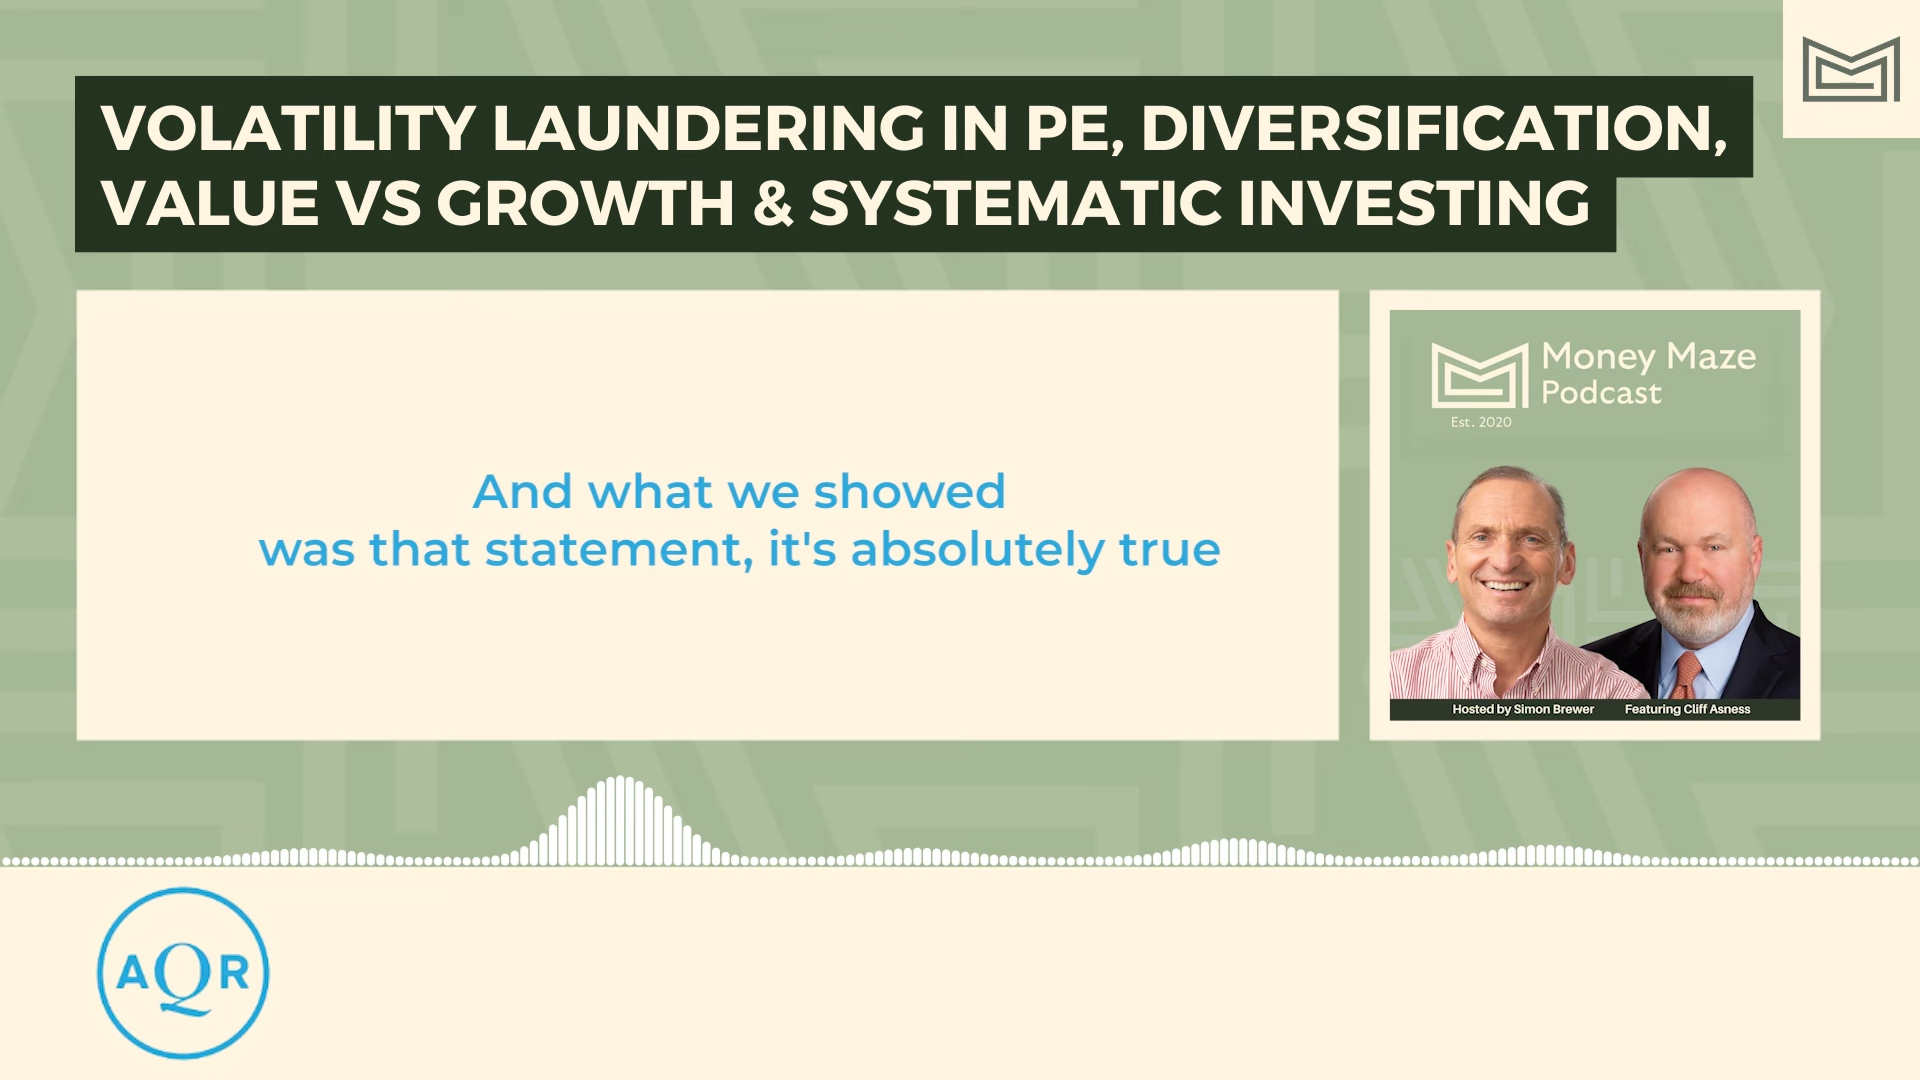 VOLATILITY LAUNDERING IN PE, DIVERSIFICATION,
VALUE VS GROWTH & SYSTEMATIC INVESTING
And what we showed
was that statement, it's absolutely true
Money Maze
Podcast
Est. 2020
Hosted by Simon Brewer
Featuring Cliff Asness
AQR